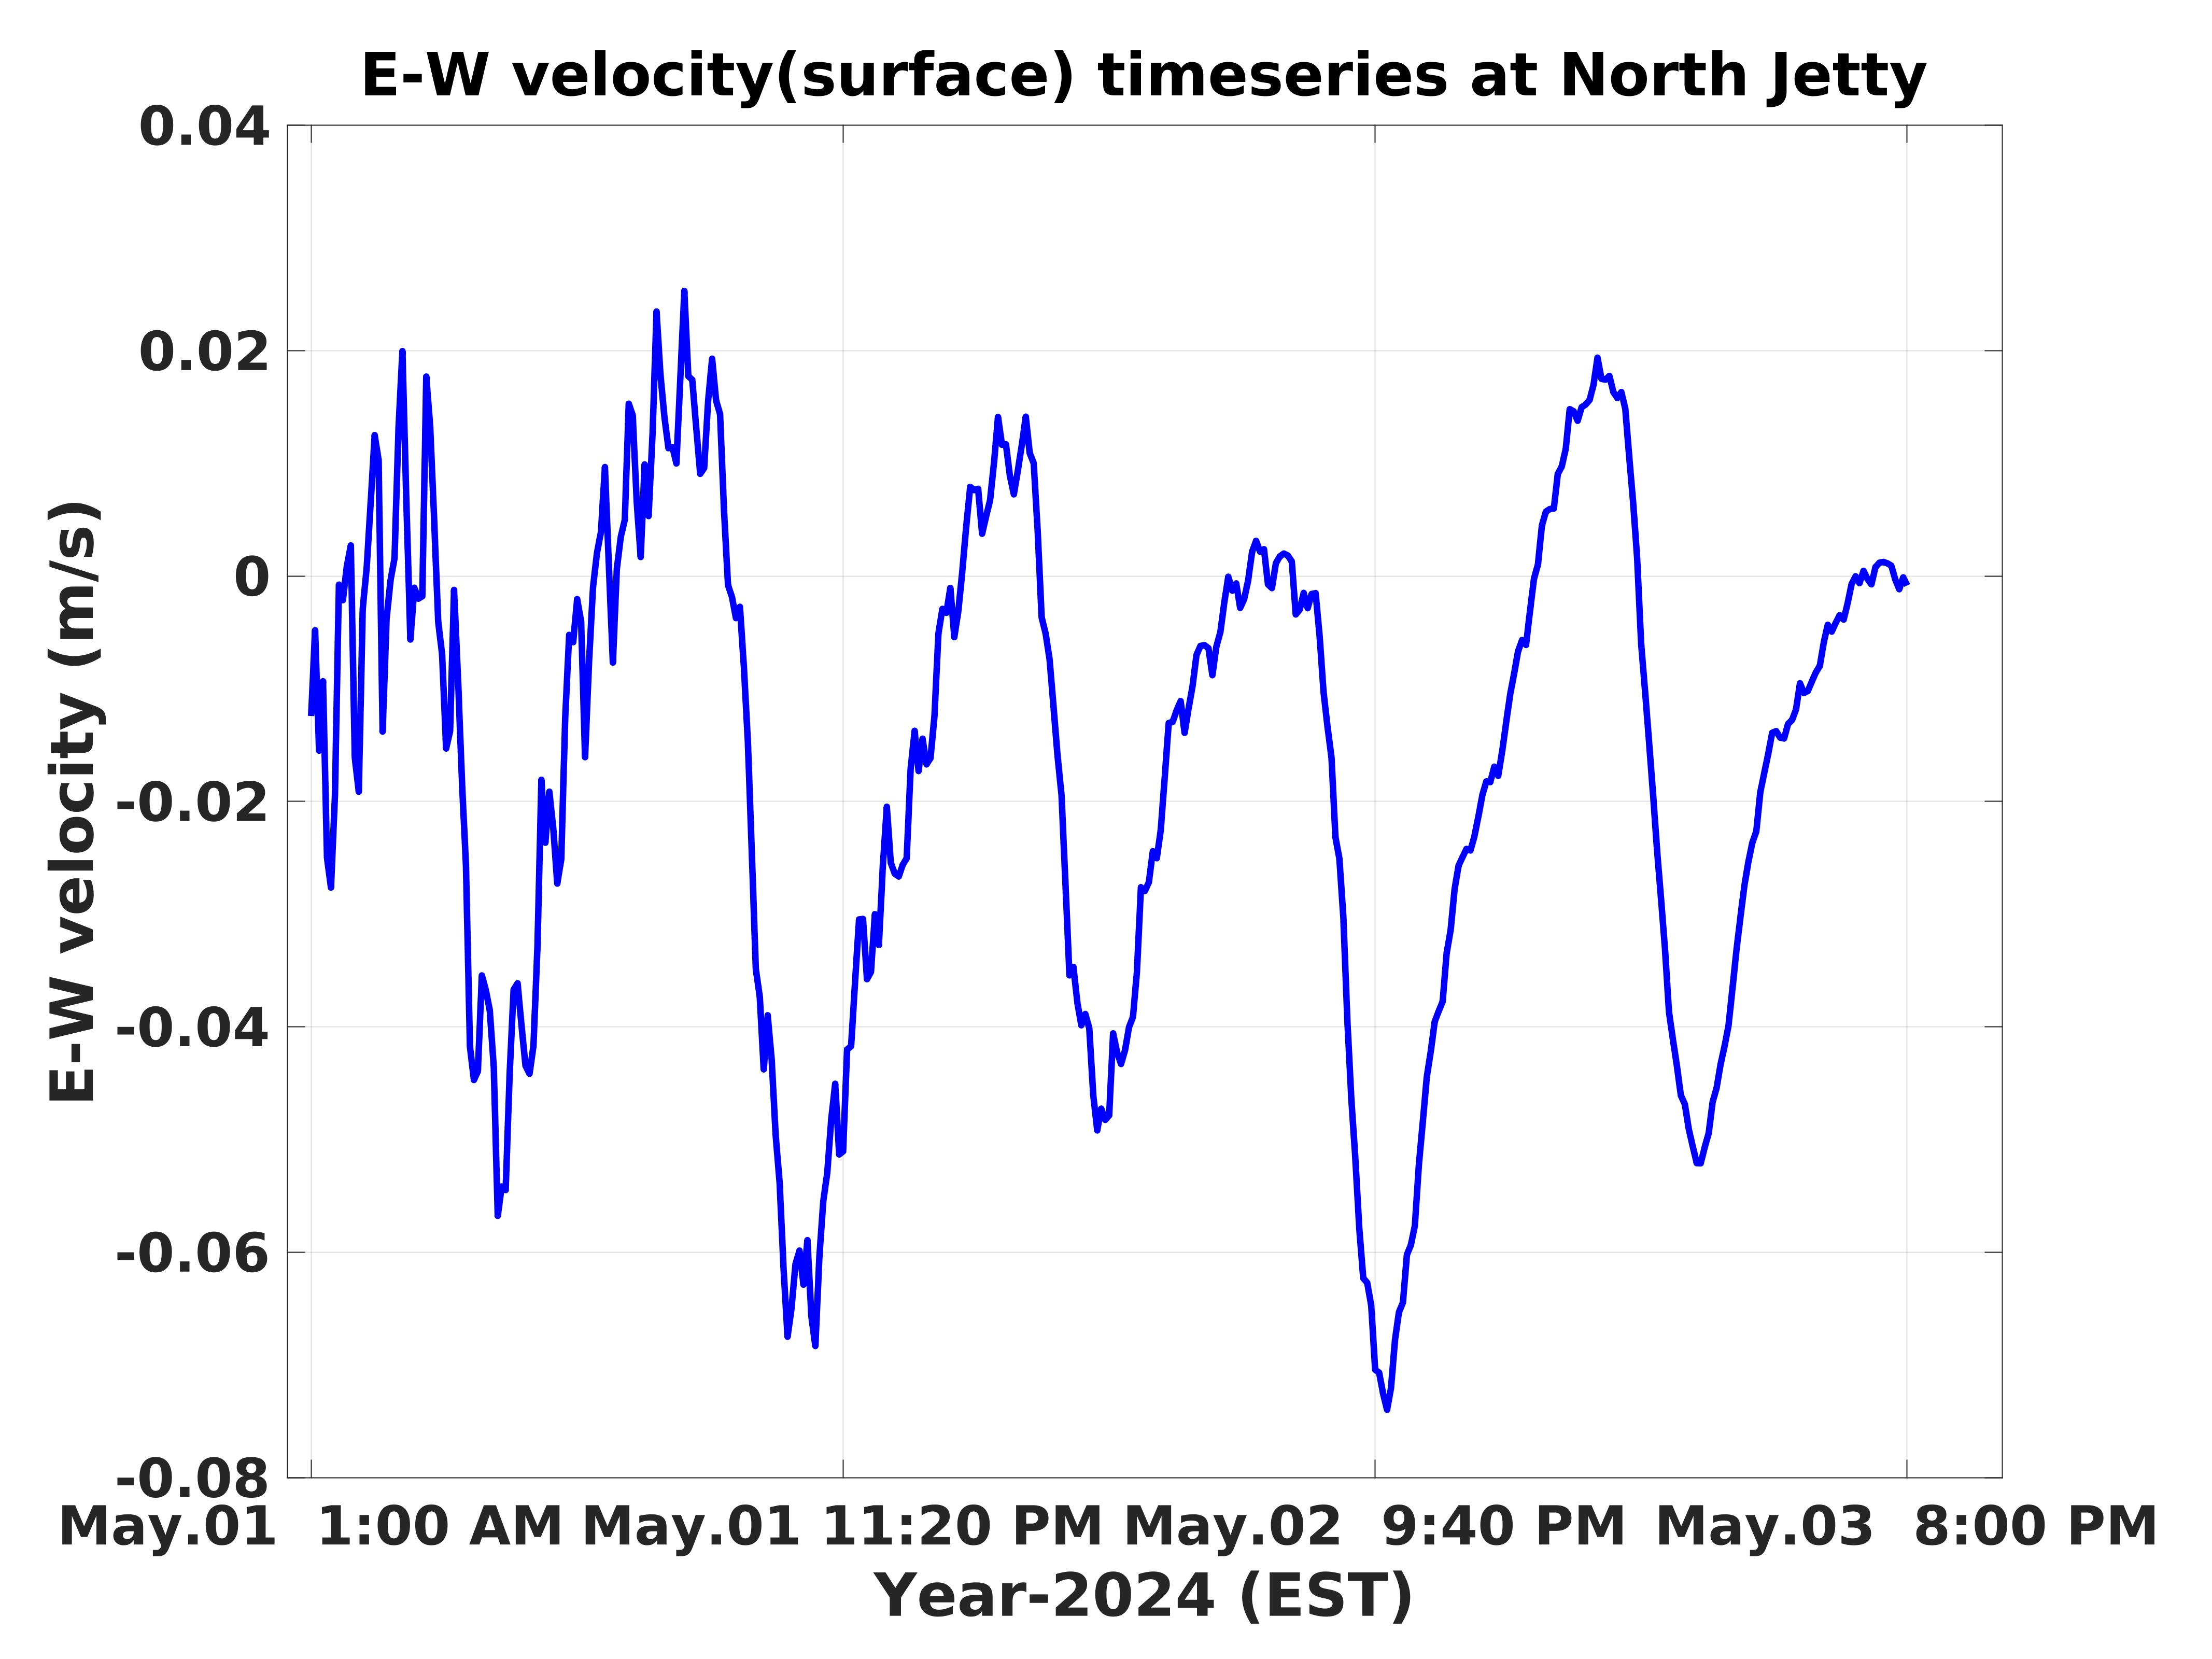 E-W velocity(surface) timeseries at North Jetty
0.04
0.02
0
-0.02
-0.04
-0.06
-0.08
E-W velocity (m/s)
May.01 1:00 AM May.01 11:20 PM May.02 9:40 PM May.03 8:00 PM
Year-2024 (EST)